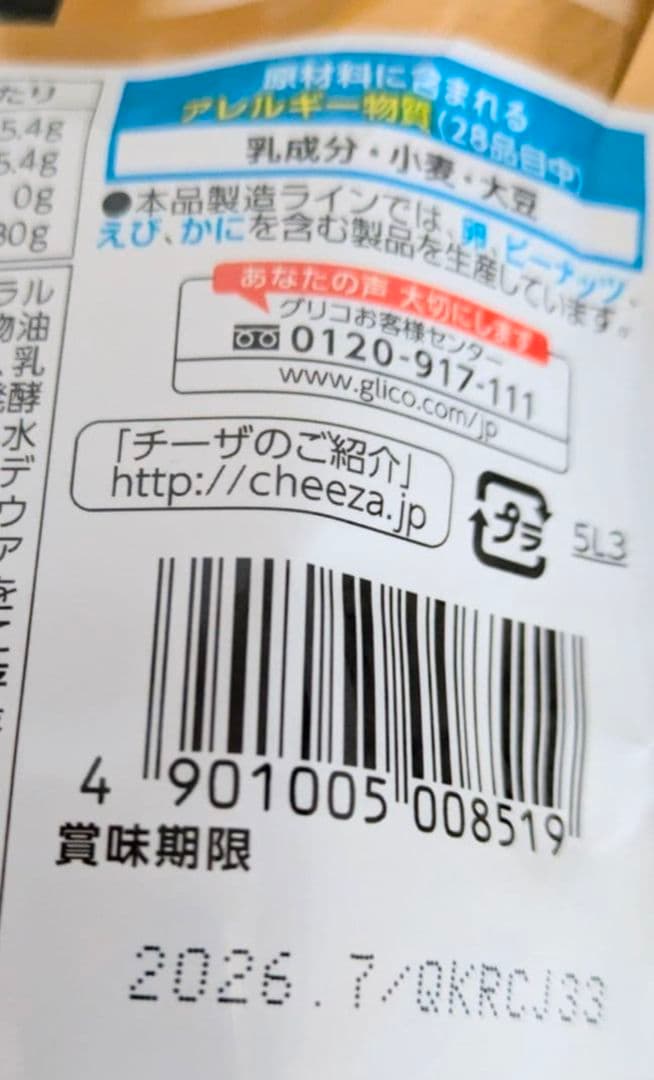 たり
5.4g
5.4g
0g
30g
ラル
物油
、乳
発酵
水
デ
ウ
ア
を
原材料に含まれる
アレルギー物質(28品目中)
乳成分・小麦・大豆
●本品製造ラインでは、卵、ピーナッツ、
えび、かにを含む製品を生産しています。
あなたの声 大切にします
グリコお客様センター
0120-917-111
www.glico.com/jp
「チーザのご紹介」
http://cheeza.jp
プラ
5L3
4 901005 008519
賞味期限
2026.7/QKRCJ33